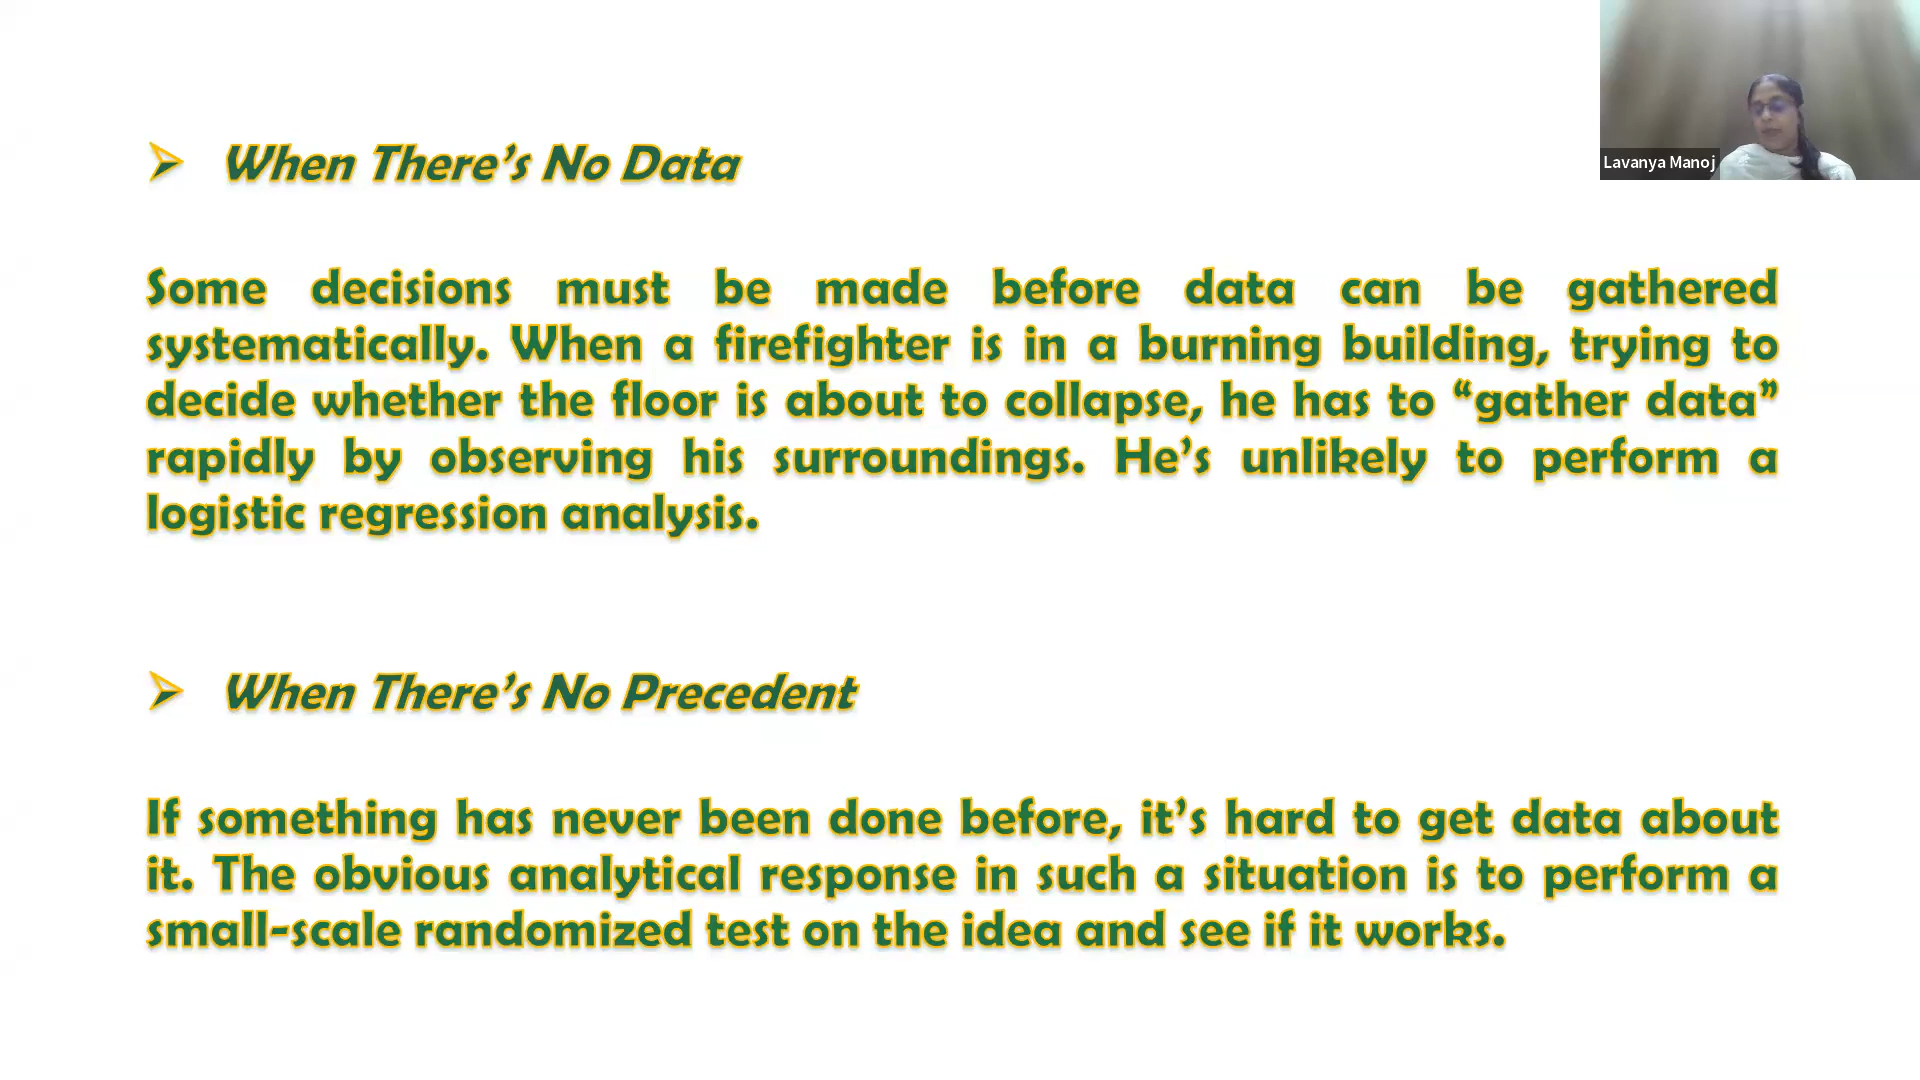 When There’s No Data
Lavanya Manoj
Some decisions must be made before data can be gathered
systematically. When a firefighter is in a burning building, trying to
decide whether the floor is about to collapse, he has to “gather data”
rapidly by observing his surroundings. He’s unlikely to perform a
logistic regression analysis.
When There’s No Precedent
If something has never been done before, it’s hard to get data about
it. The obvious analytical response in such a situation is to perform a
small-scale randomized test on the idea and see if it works.